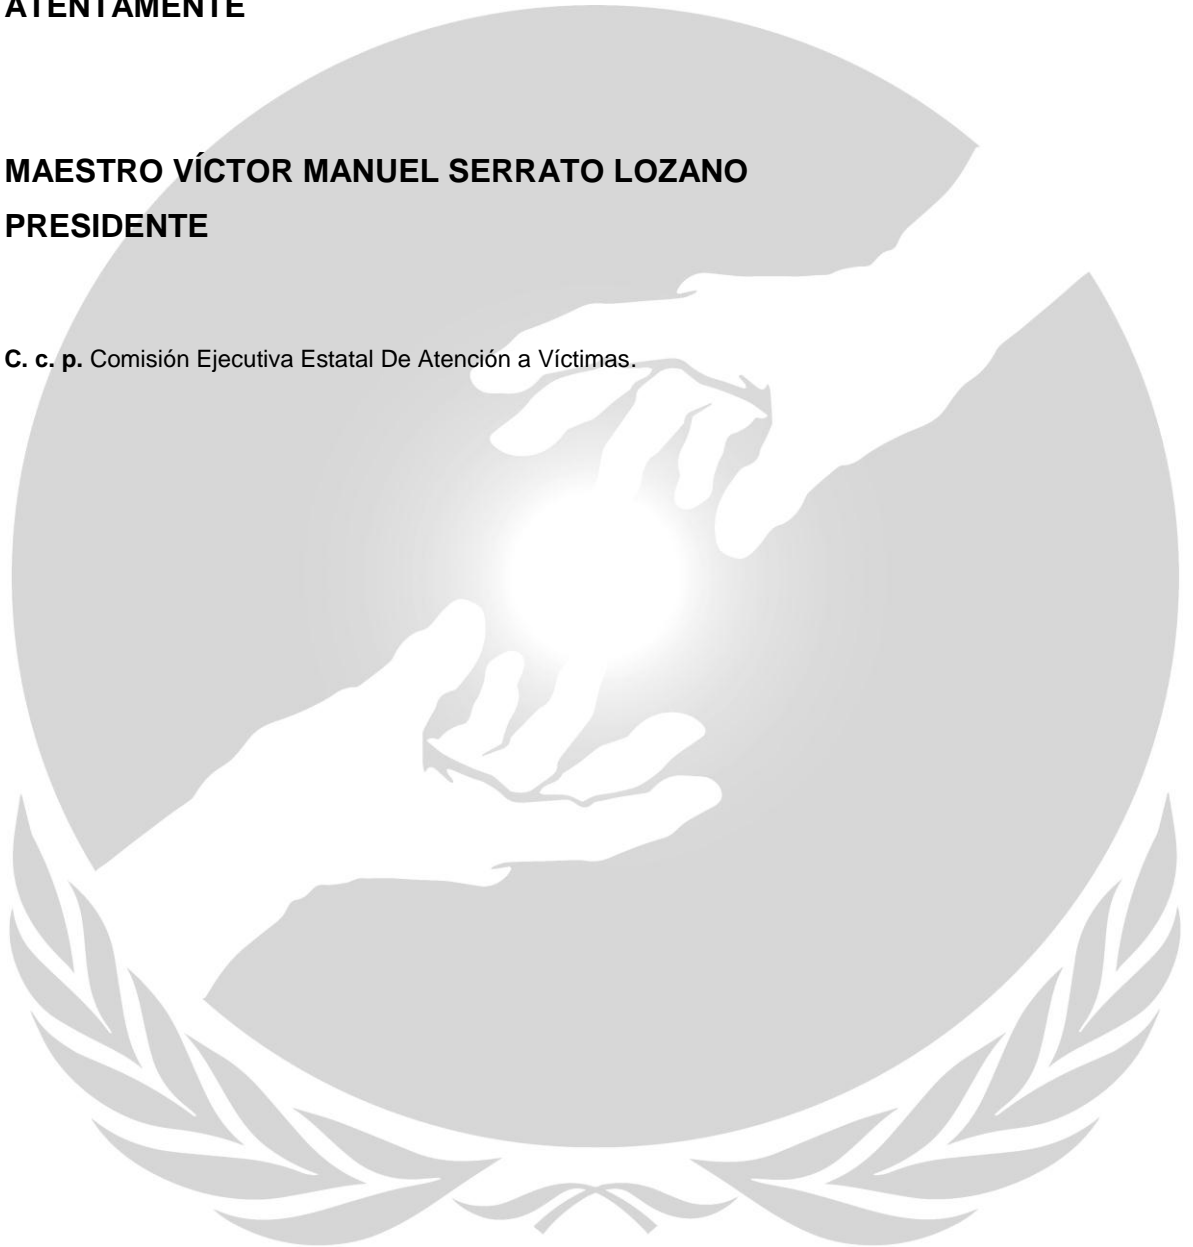 ATENTAMENTE
MAESTRO VÍCTOR MANUEL SERRATO LOZANO
PRESIDENTE
C. c. p. Comisión Ejecutiva Estatal De Atención a Víctimas.